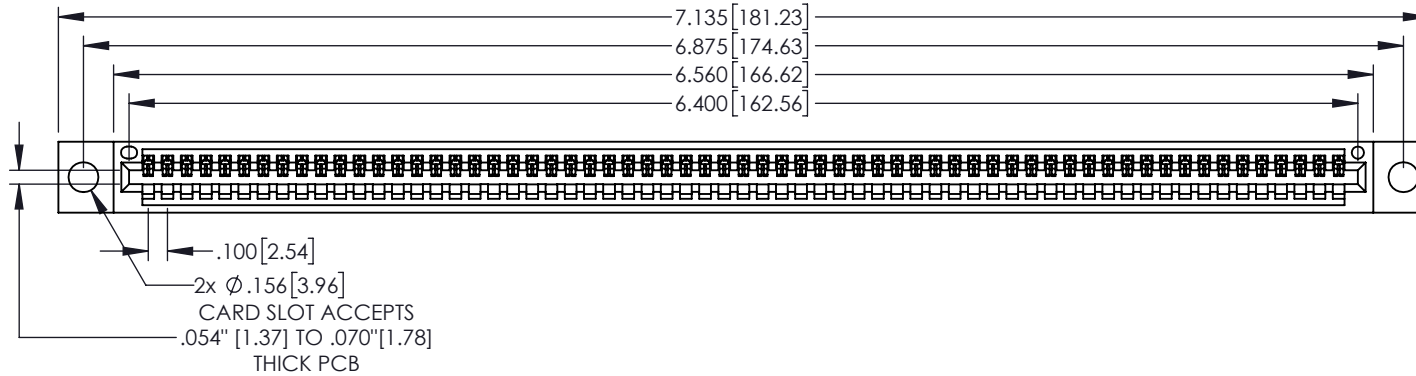 7.135[181.23]
6.875[174.63]
6.560[166.62]
6.400[162.56]
.100[2.54]
2x Ø.156[3.96]
CARD SLOT ACCEPTS
.054" [1.37] TO .070"[1.78]
THICK PCB